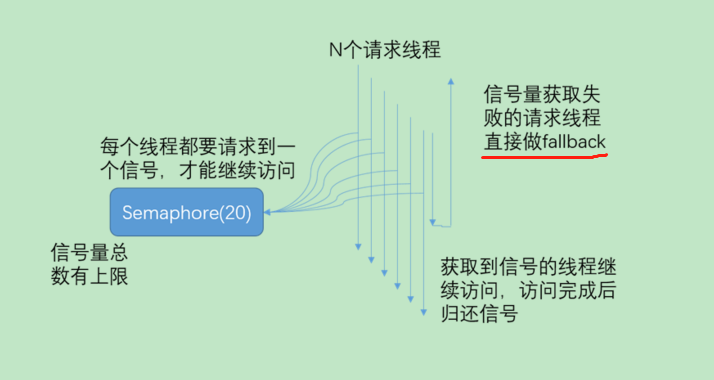 N个请求线程
信号量获取失
败的请求线程
直接做fallback
每个线程都要请求到一
个信号，才能继续访问
Semaphore(20)
信号量总
数有上限
获取到信号的线程继
续访问，访问完成后
归还信号